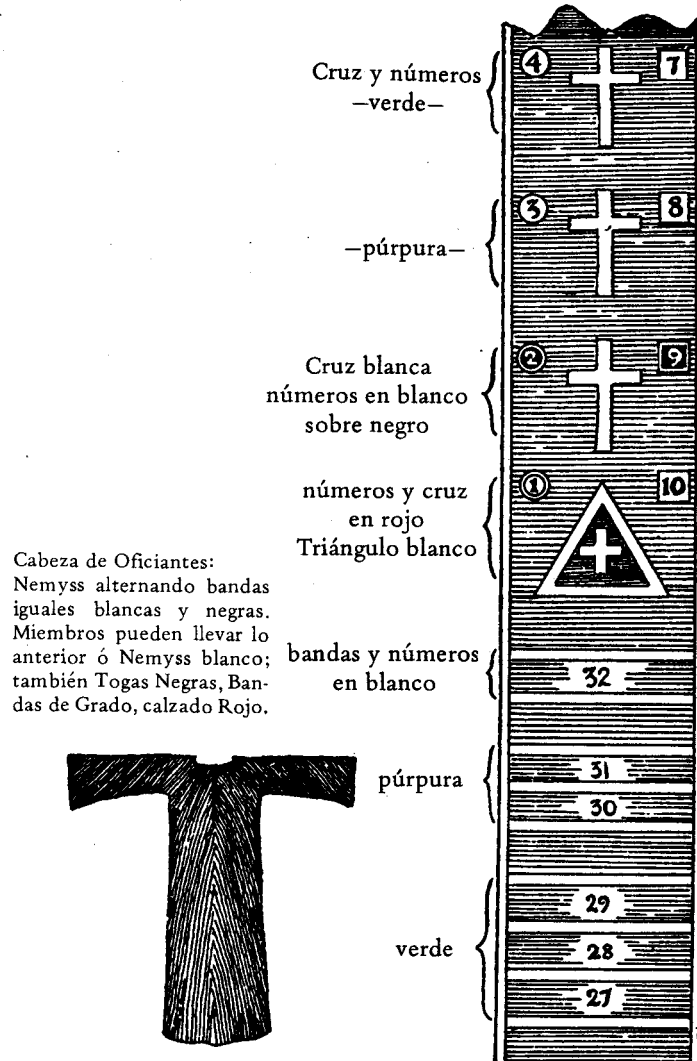 Cruz y números
—verde—
4 7
—púrpura—
3 8
Cruz blanca
números en blanco
sobre negro
2 9
números y cruz
en rojo
Triángulo blanco
1 10
Cabeza de Oficiantes:
Nemyss alternando bandas
iguales blancas y negras.
Miembros pueden llevar lo
anterior ó Nemyss blanco;
también Togas Negras, Ban-
das de Grado, calzado Rojo.
bandas y números
en blanco
32
púrpura
31
30
verde
29
28
27